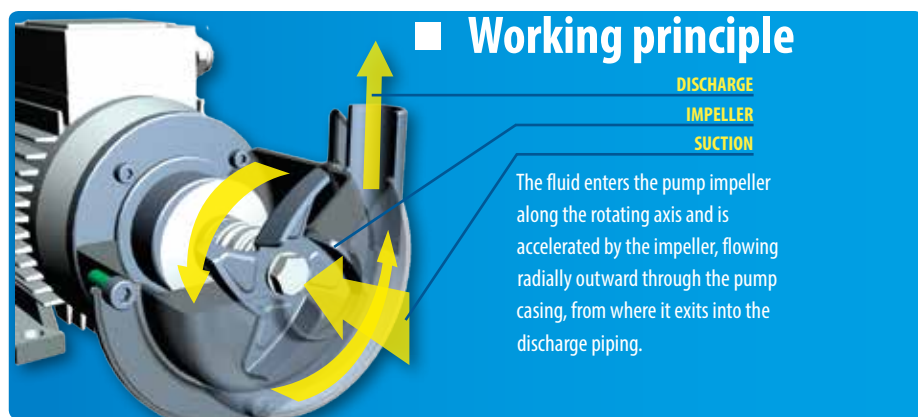 Working principle
DISCHARGE
IMPELLER
SUCTION
The fluid enters the pump impeller
along the rotating axis and is
accelerated by the impeller, flowing
radially outward through the pump
casing, from where it exits into the
discharge piping.